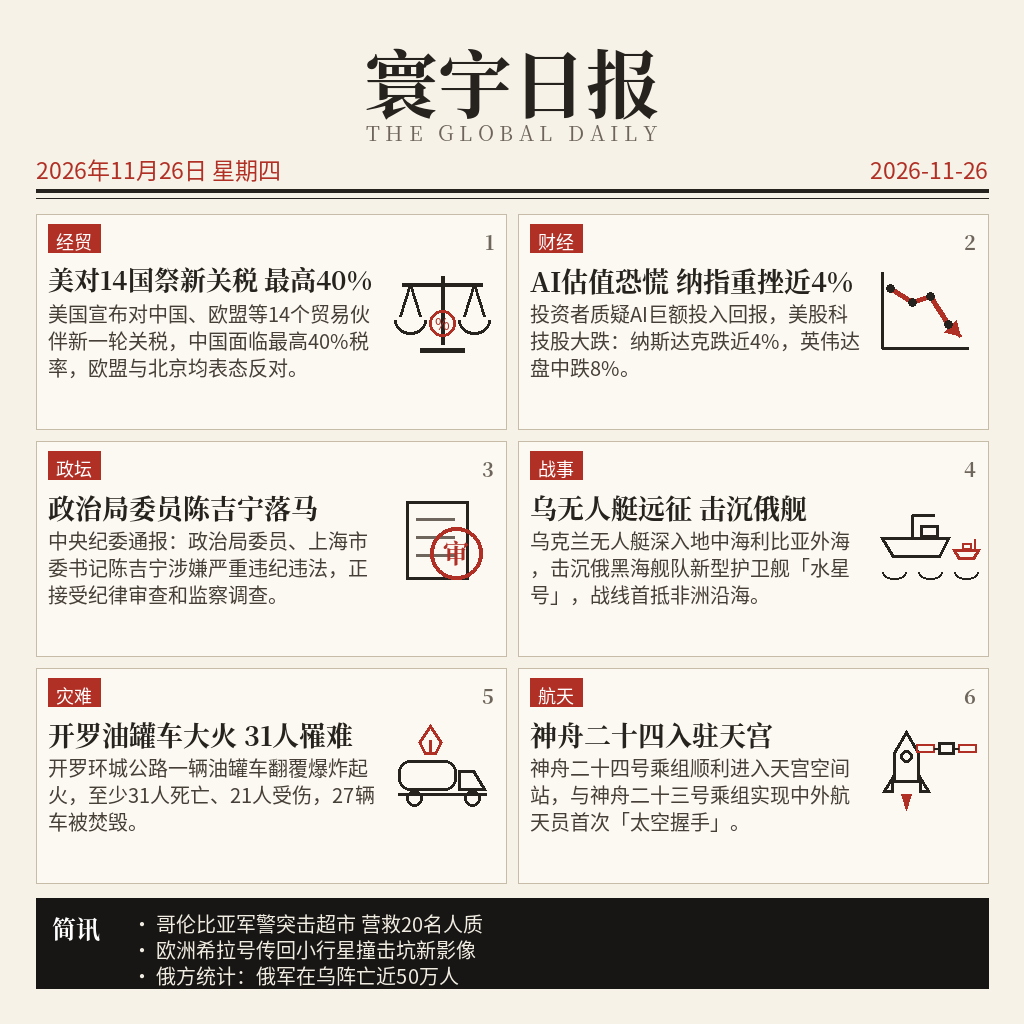 寰宇日报
THE GLOBAL DAILY
2026年11月26日 星期四
2026-11-26
经贸
1
美对14国祭新关税 最高40%
美国宣布对中国、欧盟等14个贸易伙
伴新一轮关税，中国面临最高40%税
率，欧盟与北京均表态反对。
%
财经
2
AI估值恐慌 纳指重挫近4%
投资者质疑AI巨额投入回报，美股科
技股大跌：纳斯达克跌近4%，英伟达
盘中跌8%。
政坛
3
政治局委员陈吉宁落马
中央纪委通报：政治局委员、上海市
委书记陈吉宁涉嫌严重违纪违法，正
接受纪律审查和监察调查。
审
战事
4
乌无人艇远征 击沉俄舰
乌克兰无人艇深入地中海利比亚外海
，击沉俄黑海舰队新型护卫舰「水星
号」，战线首抵非洲沿海。
灾难
5
开罗油罐车大火 31人罹难
开罗环城公路一辆油罐车翻覆爆炸起
火，至少31人死亡、21人受伤，27辆
车被焚毁。
航天
6
神舟二十四入驻天宫
神舟二十四号乘组顺利进入天宫空间
站，与神舟二十三号乘组实现中外航
天员首次「太空握手」。
简讯
・ 哥伦比亚军警突击超市 营救20名人质
・ 欧洲希拉号传回小行星撞击坑新影像
・ 俄方统计：俄军在乌阵亡近50万人